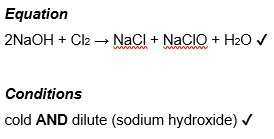 Equation
2NaOH + Cl2 → NaCl + NaClO + H2O ✓
Conditions
cold AND dilute (sodium hydroxide) ✓